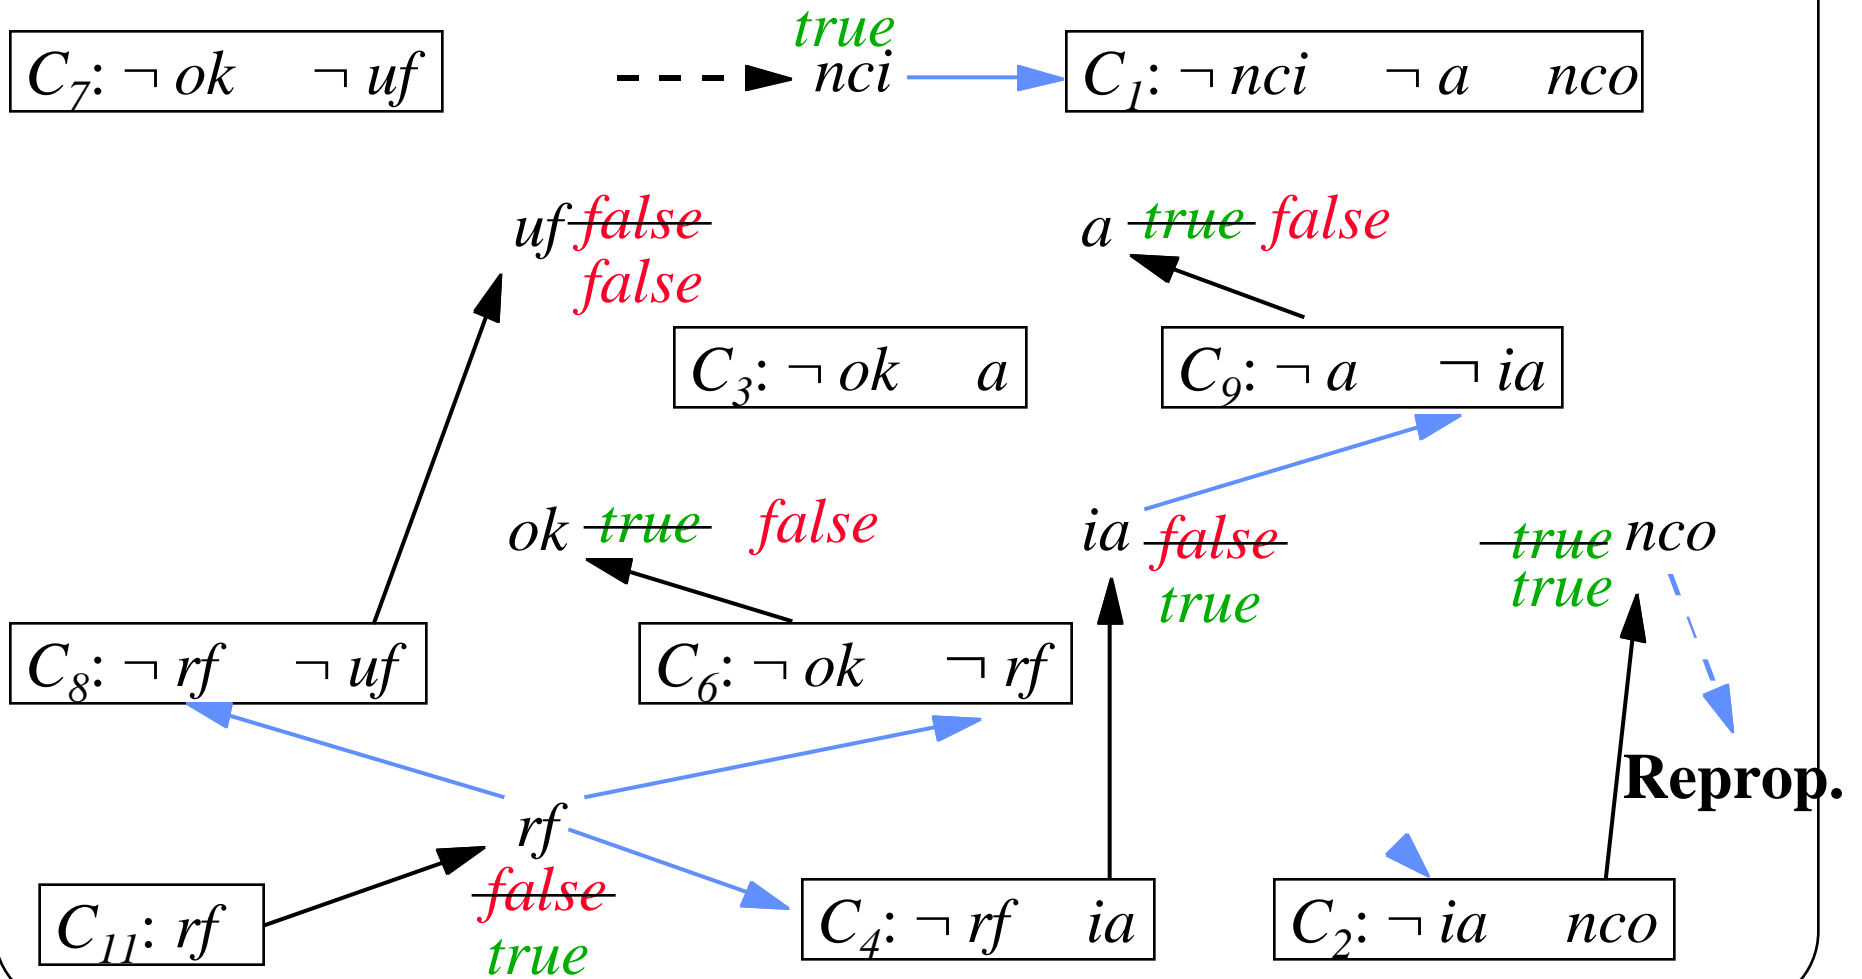 true
C7: ¬ ok ¬ uf
nci
C1: ¬ nci ¬ a nco
uf false
false
a true false
C3: ¬ ok a
C9: ¬ a ¬ ia
ok true false
ia false
true
true nco
true
C8: ¬ rf ¬ uf
C6: ¬ ok ¬ rf
Reprop.
rf
false
true
C11: rf
C4: ¬ rf ia
C2: ¬ ia nco